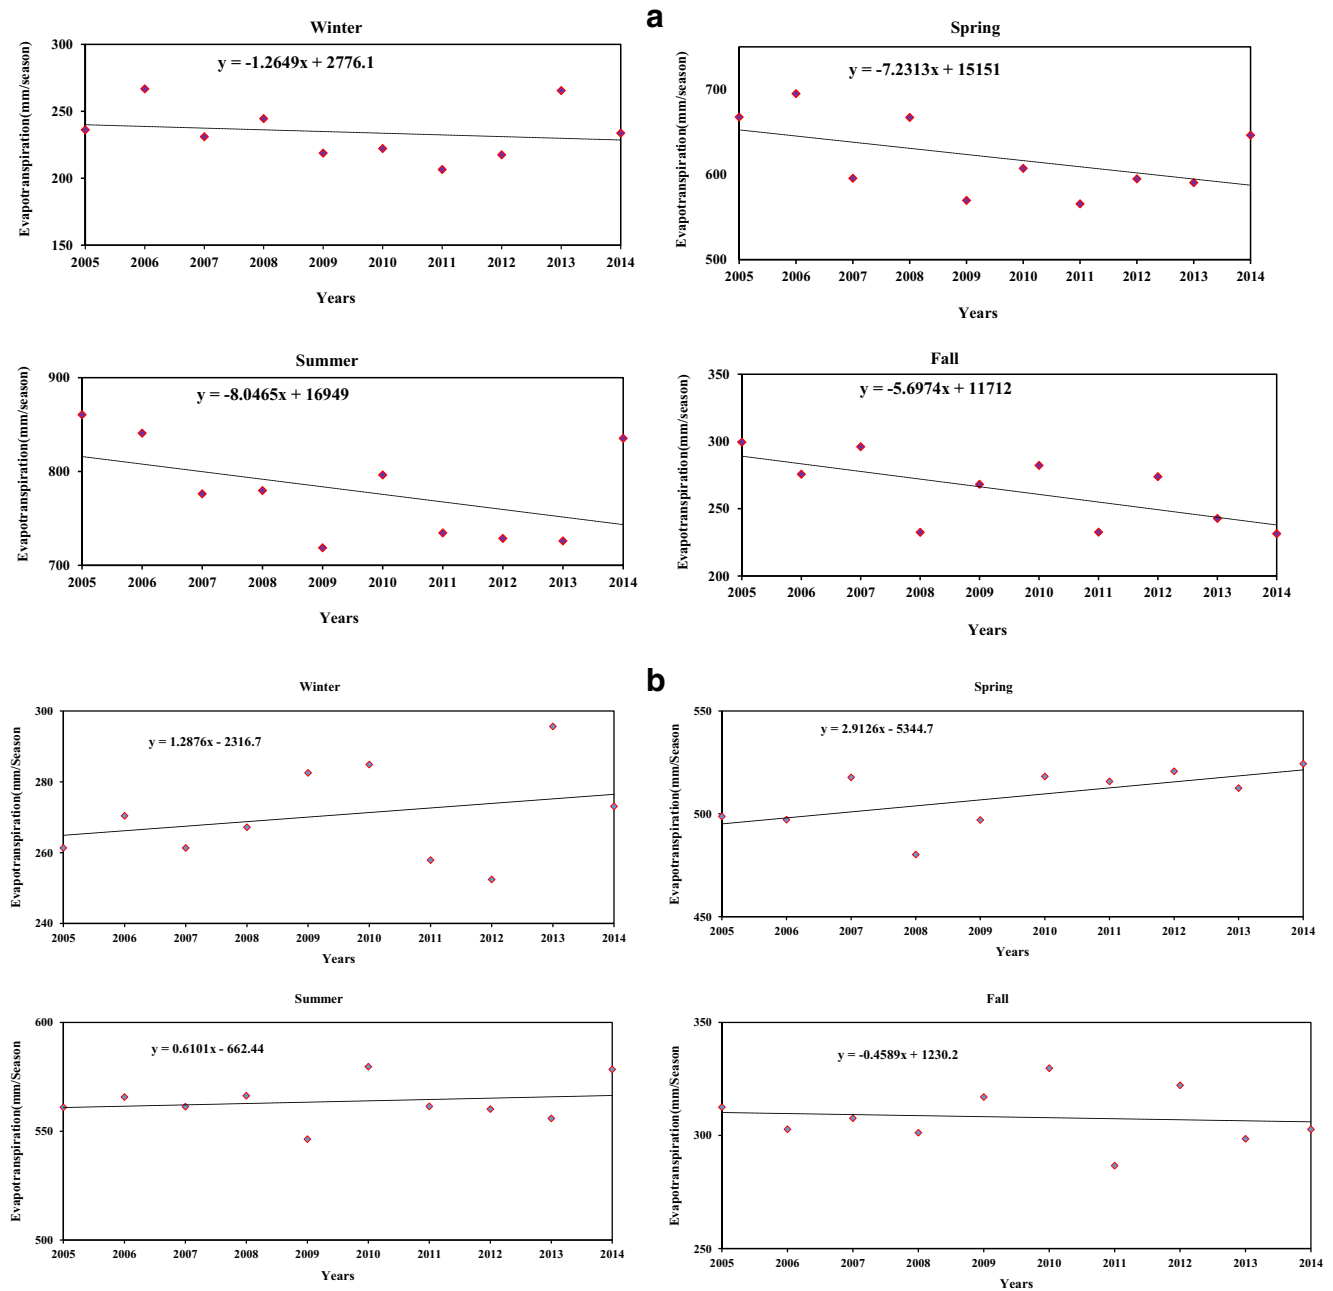 a
Winter
y = -1.2649x + 2776.1
Evapotranspiration(mm/season)
300
250
200
150
2005 2006 2007 2008 2009 2010 2011 2012 2013 2014
Years
Spring
y = -7.2313x + 15151
Evapotranspiration(mm/season)
700
600
500
2005 2006 2007 2008 2009 2010 2011 2012 2013 2014
Years
Summer
y = -8.0465x + 16949
Evapotranspiration(mm/season)
900
800
700
2005 2006 2007 2008 2009 2010 2011 2012 2013 2014
Years
Fall
y = -5.6974x + 11712
Evapotranspiration(mm/season)
350
300
250
200
2005 2006 2007 2008 2009 2010 2011 2012 2013 2014
Years
b
Winter
y = 1.2876x - 2316.7
Evapotranspiration(mm/Season
300
280
260
240
2005 2006 2007 2008 2009 2010 2011 2012 2013 2014
Years
Spring
y = 2.9126x - 5344.7
Evapotranspiration(mm/Season
550
500
450
2005 2006 2007 2008 2009 2010 2011 2012 2013 2014
Years
Summer
y = 0.6101x - 662.44
Evapotranspiration(mm/Season
600
550
500
2005 2006 2007 2008 2009 2010 2011 2012 2013 2014
Years
Fall
y = -0.4589x + 1230.2
Evapotranspiration(mm/Season
350
300
250
2005 2006 2007 2008 2009 2010 2011 2012 2013 2014
Years